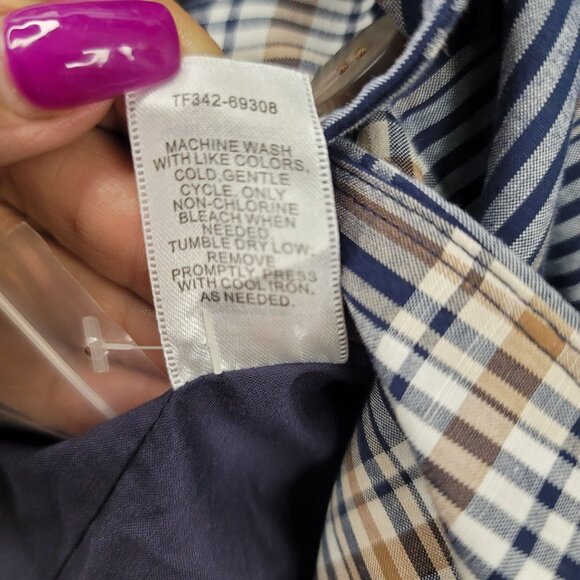 TF342-69308
MACHINE WASH
WITH LIKE COLORS,
COLD,GENTLE
CYCLE, ONLY
NON-CHLORINE
BLEACH WHEN
NEEDED
TUMBLE DRY LOW,
REMOVE
PROMPTLY, PRESS
WITH COOL IRON,
AS NEEDED.